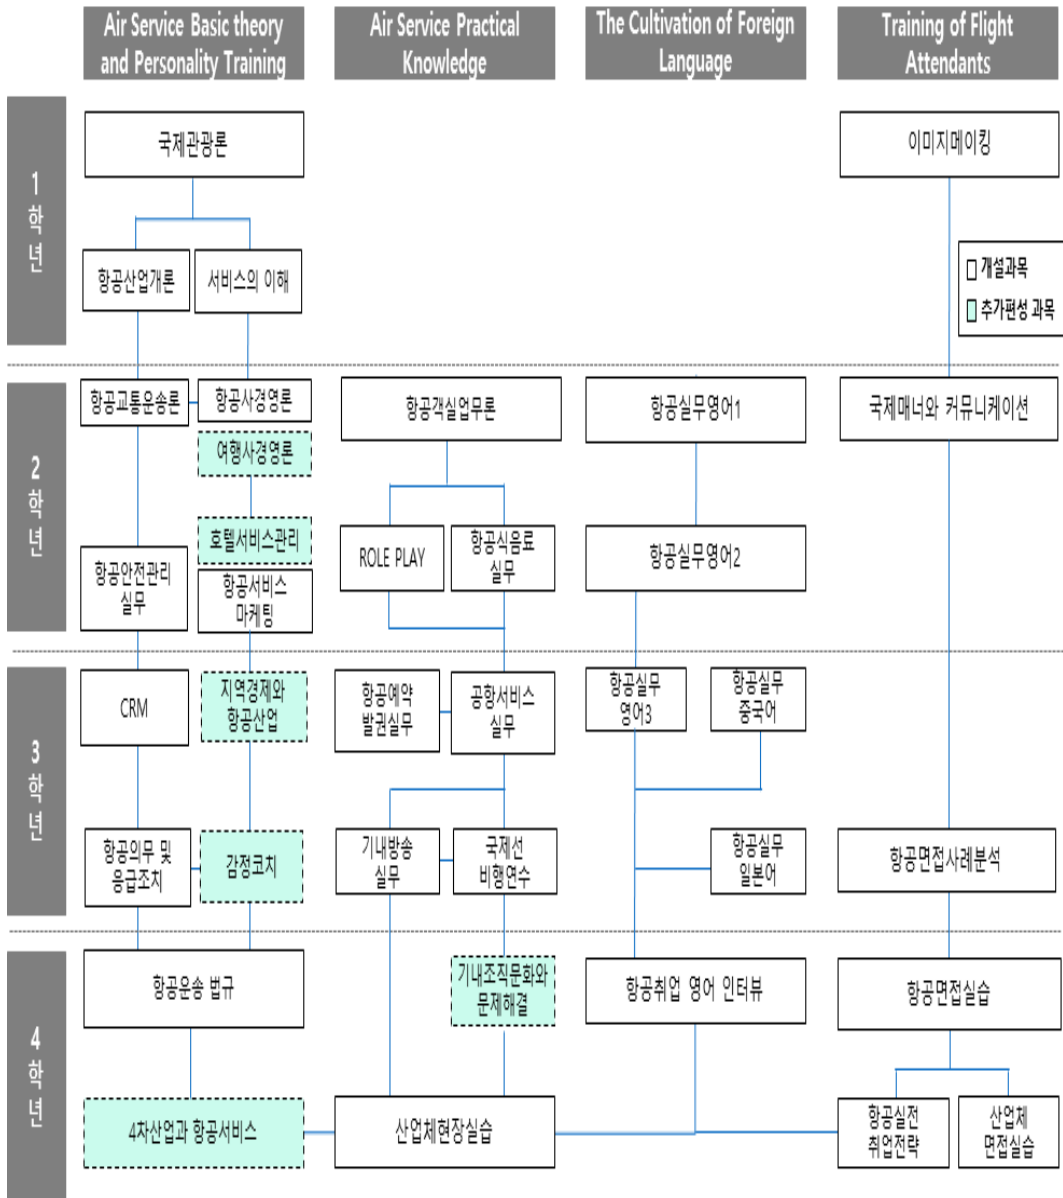 Air Service Basic theory
and Personality Training
Air Service Practical
Knowledge
The Cultivation of Foreign
Language
Training of Flight
Attendants
1
학
년
국제관광론
이미지메이킹
항공산업개론
서비스의 이해
개설과목
추가편성 과목
2
학
년
항공교통운송론
항공사경영론
여행사경영론
항공객실업무론
항공실무영어1
국제매너와 커뮤니케이션
호텔서비스관리
항공안전관리
실무
항공서비스
마케팅
ROLE PLAY
항공식음료
실무
항공실무영어2
3
학
년
CRM
지역경제와
항공산업
항공예약
발권실무
공항서비스
실무
항공실무
영어3
항공실무
중국어
항공의무 및
응급조치
감정코치
기내방송
실무
국제선
비행연수
항공실무
일본어
항공면접사례분석
4
학
년
항공운송 법규
기내조직문화와
문제해결
항공취업 영어 인터뷰
항공면접실습
4차산업과 항공서비스
산업체현장실습
항공실전
취업전략
산업체
면접실습